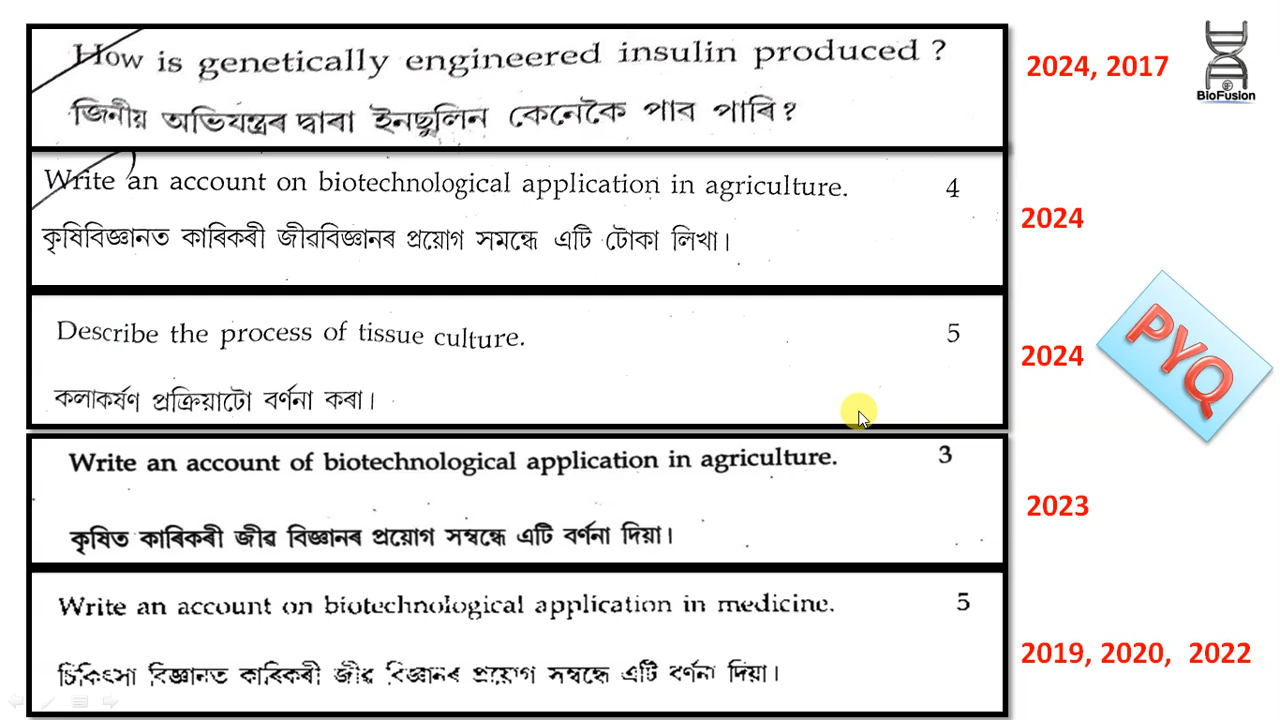 How is genetically engineered insulin produced ?
জিনীয় অভিযন্ত্ৰৰ দ্বাৰা ইনছুলিন কেনেকৈ পাব পাৰি ?
2024, 2017
BioFusion
Write an account on biotechnological application in agriculture. 4
কৃষিবিজ্ঞানত কাৰিকৰী জীৱবিজ্ঞানৰ প্ৰয়োগ সমন্ধে এটি টোকা লিখা।
2024
Describe the process of tissue culture. 5
কলাকৰ্ষণ প্ৰক্ৰিয়াটো বৰ্ণনা কৰা।
2024
PYQ
Write an account of biotechnological application in agriculture. 3
কৃষিত কাৰিকৰী জীৱ বিজ্ঞানৰ প্ৰয়োগ সম্বন্ধে এটি বৰ্ণনা দিয়া।
2023
Write an account on biotechnological application in medicine. 5
চিকিৎসা বিজ্ঞানত কাৰিকৰী জীৱ বিজ্ঞানৰ প্ৰয়োগ সম্বন্ধে এটি বৰ্ণনা দিয়া।
2019, 2020, 2022